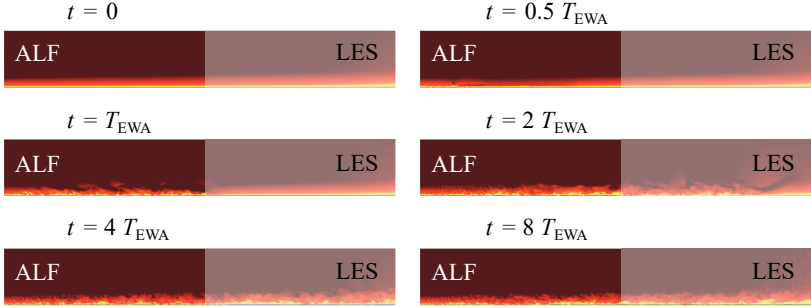 t = 0
t = 0.5 T_EWA
ALF LES
ALF LES
t = T_EWA
t = 2 T_EWA
ALF LES
ALF LES
t = 4 T_EWA
t = 8 T_EWA
ALF LES
ALF LES